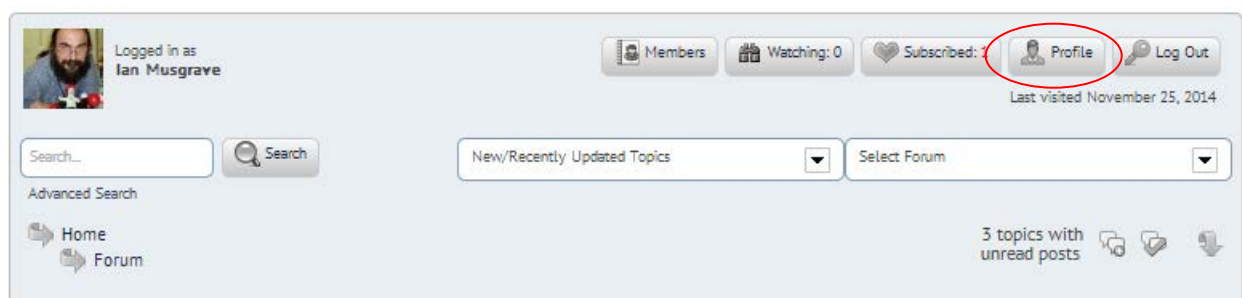 Logged in as
Ian Musgrave
Members
Watching: 0
Subscribed: 1
Profile
Log Out
Last visited November 25, 2014
Search...
Search
New/Recently Updated Topics
Select Forum
Advanced Search
Home
Forum
3 topics with
unread posts